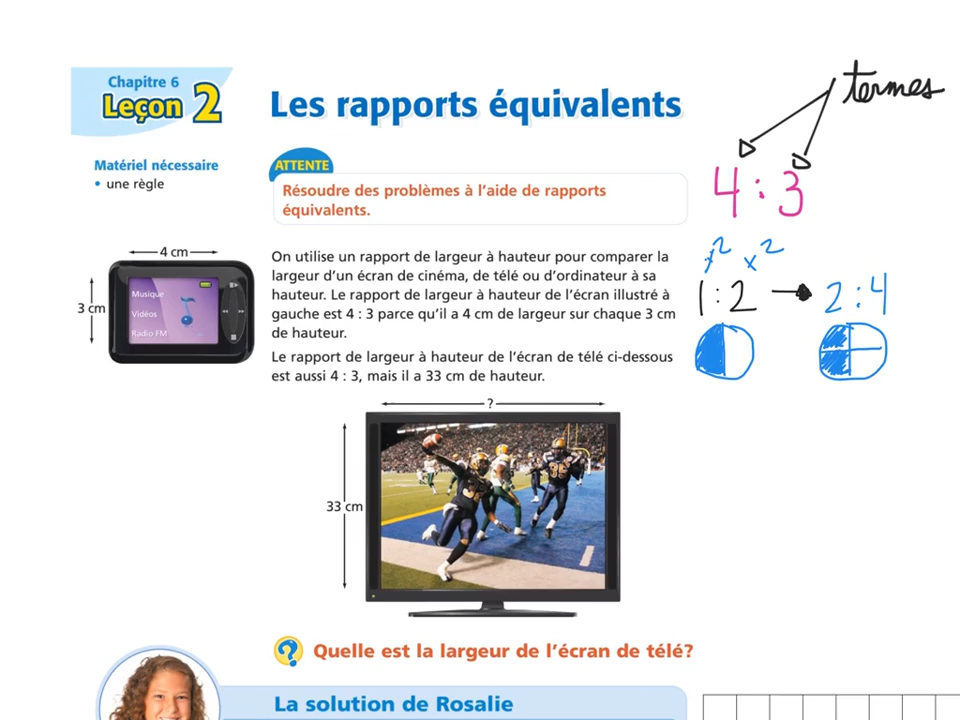 Chapitre 6
Leçon 2
Les rapports équivalents
termes
Matériel nécessaire
• une règle
ATTENTE
Résoudre des problèmes à l'aide de rapports
équivalents.
4 : 3
x2 x2
1 : 2 → 2 : 4
4 cm
3 cm
Musique
Vidéos
Radio FM
On utilise un rapport de largeur à hauteur pour comparer la
largeur d'un écran de cinéma, de télé ou d'ordinateur à sa
hauteur. Le rapport de largeur à hauteur de l'écran illustré à
gauche est 4 : 3 parce qu'il a 4 cm de largeur sur chaque 3 cm
de hauteur.
Le rapport de largeur à hauteur de l'écran de télé ci-dessous
est aussi 4 : 3, mais il a 33 cm de hauteur.
?
33 cm
? Quelle est la largeur de l'écran de télé?
La solution de Rosalie